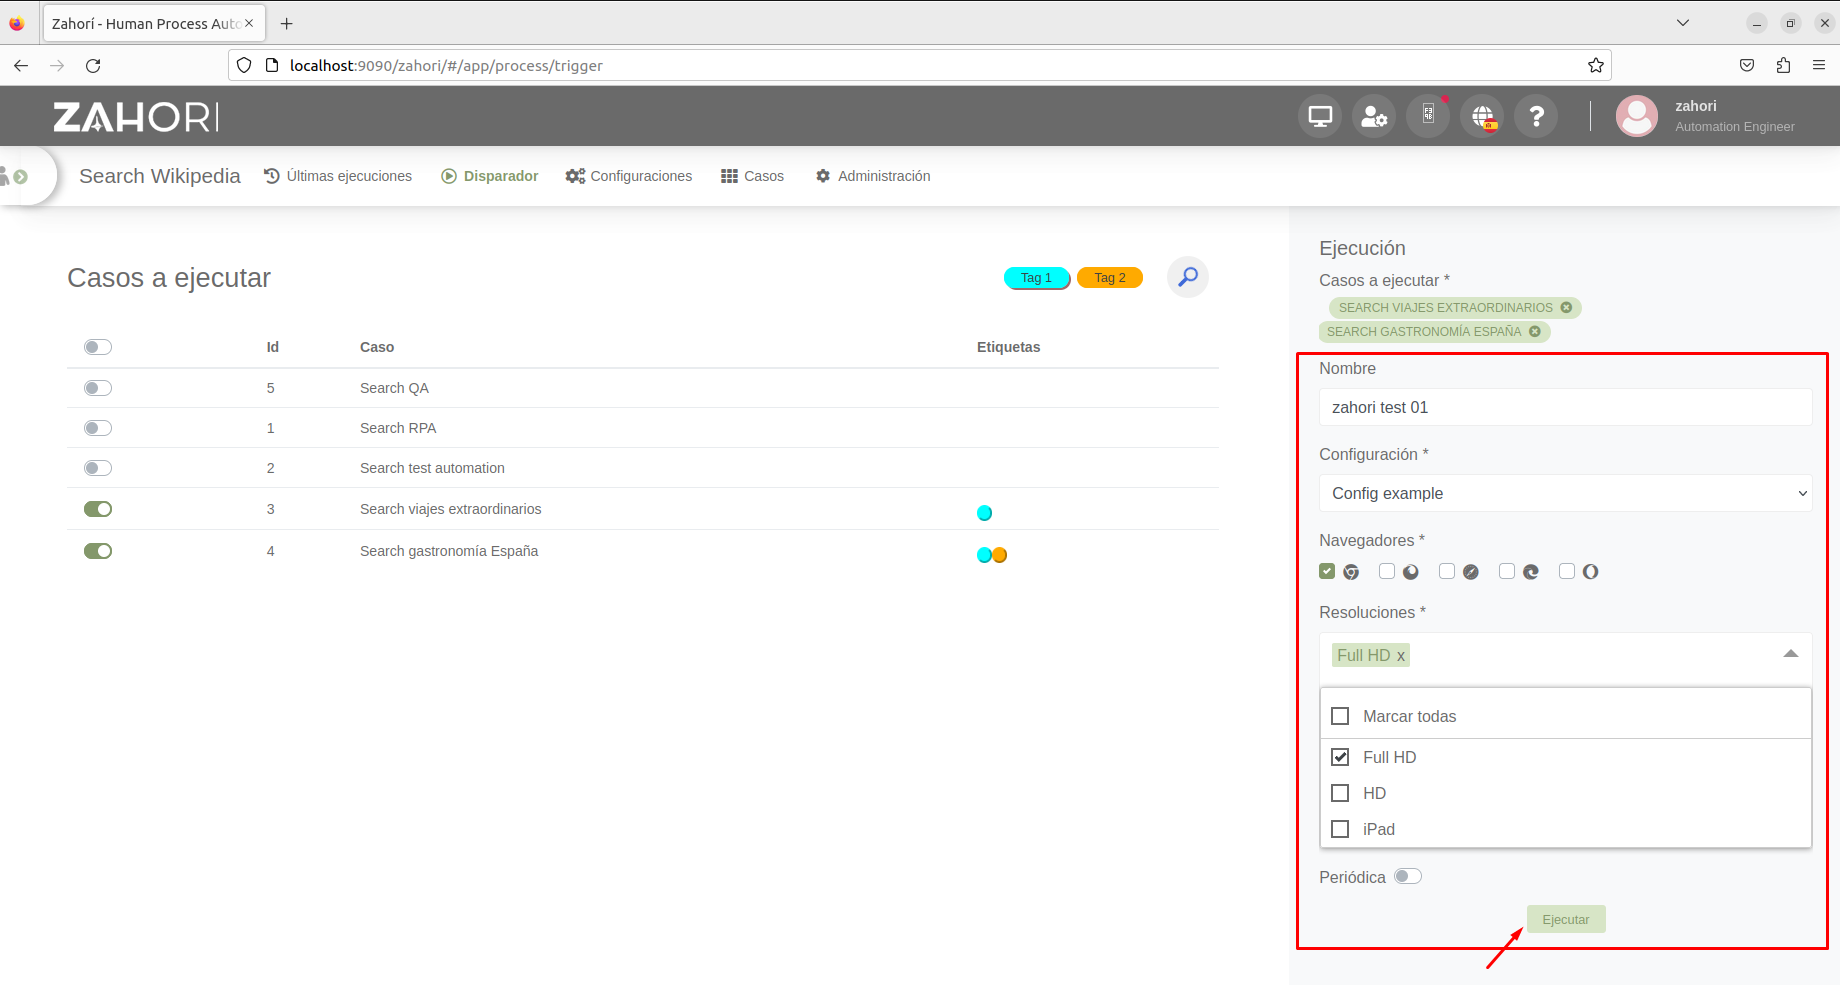 Zahorí - Human Process Auto
localhost:9090/zahori/#/app/process/trigger
ZAHORI
zahori
Automation Engineer
Search Wikipedia
Últimas ejecuciones
Disparador
Configuraciones
Casos
Administración
Casos a ejecutar
Tag 1
Tag 2
Id Caso Etiquetas
5 Search QA
1 Search RPA
2 Search test automation
3 Search viajes extraordinarios
4 Search gastronomía España
Ejecución
Casos a ejecutar *
SEARCH VIAJES EXTRAORDINARIOS
SEARCH GASTRONOMÍA ESPAÑA
Nombre
zahori test 01
Configuración *
Config example
Navegadores *
Resoluciones *
Full HD x
Marcar todas
Full HD
HD
iPad
Periódica
Ejecutar